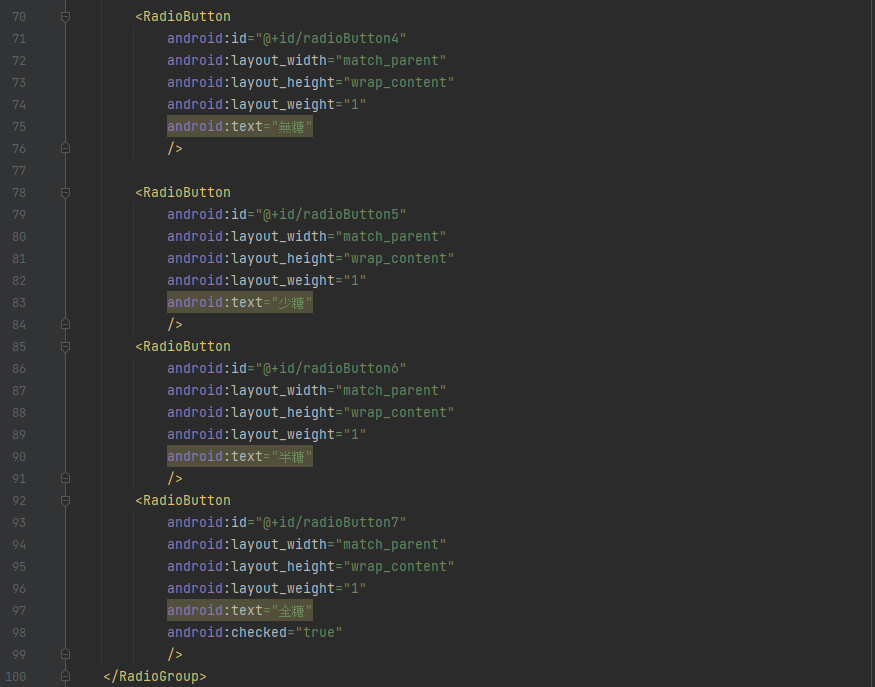 70 <RadioButton
71 android:id="@+id/radioButton4"
72 android:layout_width="match_parent"
73 android:layout_height="wrap_content"
74 android:layout_weight="1"
75 android:text="無糖"
76 />
77
78 <RadioButton
79 android:id="@+id/radioButton5"
80 android:layout_width="match_parent"
81 android:layout_height="wrap_content"
82 android:layout_weight="1"
83 android:text="少糖"
84 />
85 <RadioButton
86 android:id="@+id/radioButton6"
87 android:layout_width="match_parent"
88 android:layout_height="wrap_content"
89 android:layout_weight="1"
90 android:text="半糖"
91 />
92 <RadioButton
93 android:id="@+id/radioButton7"
94 android:layout_width="match_parent"
95 android:layout_height="wrap_content"
96 android:layout_weight="1"
97 android:text="全糖"
98 android:checked="true"
99 />
100 </RadioGroup>